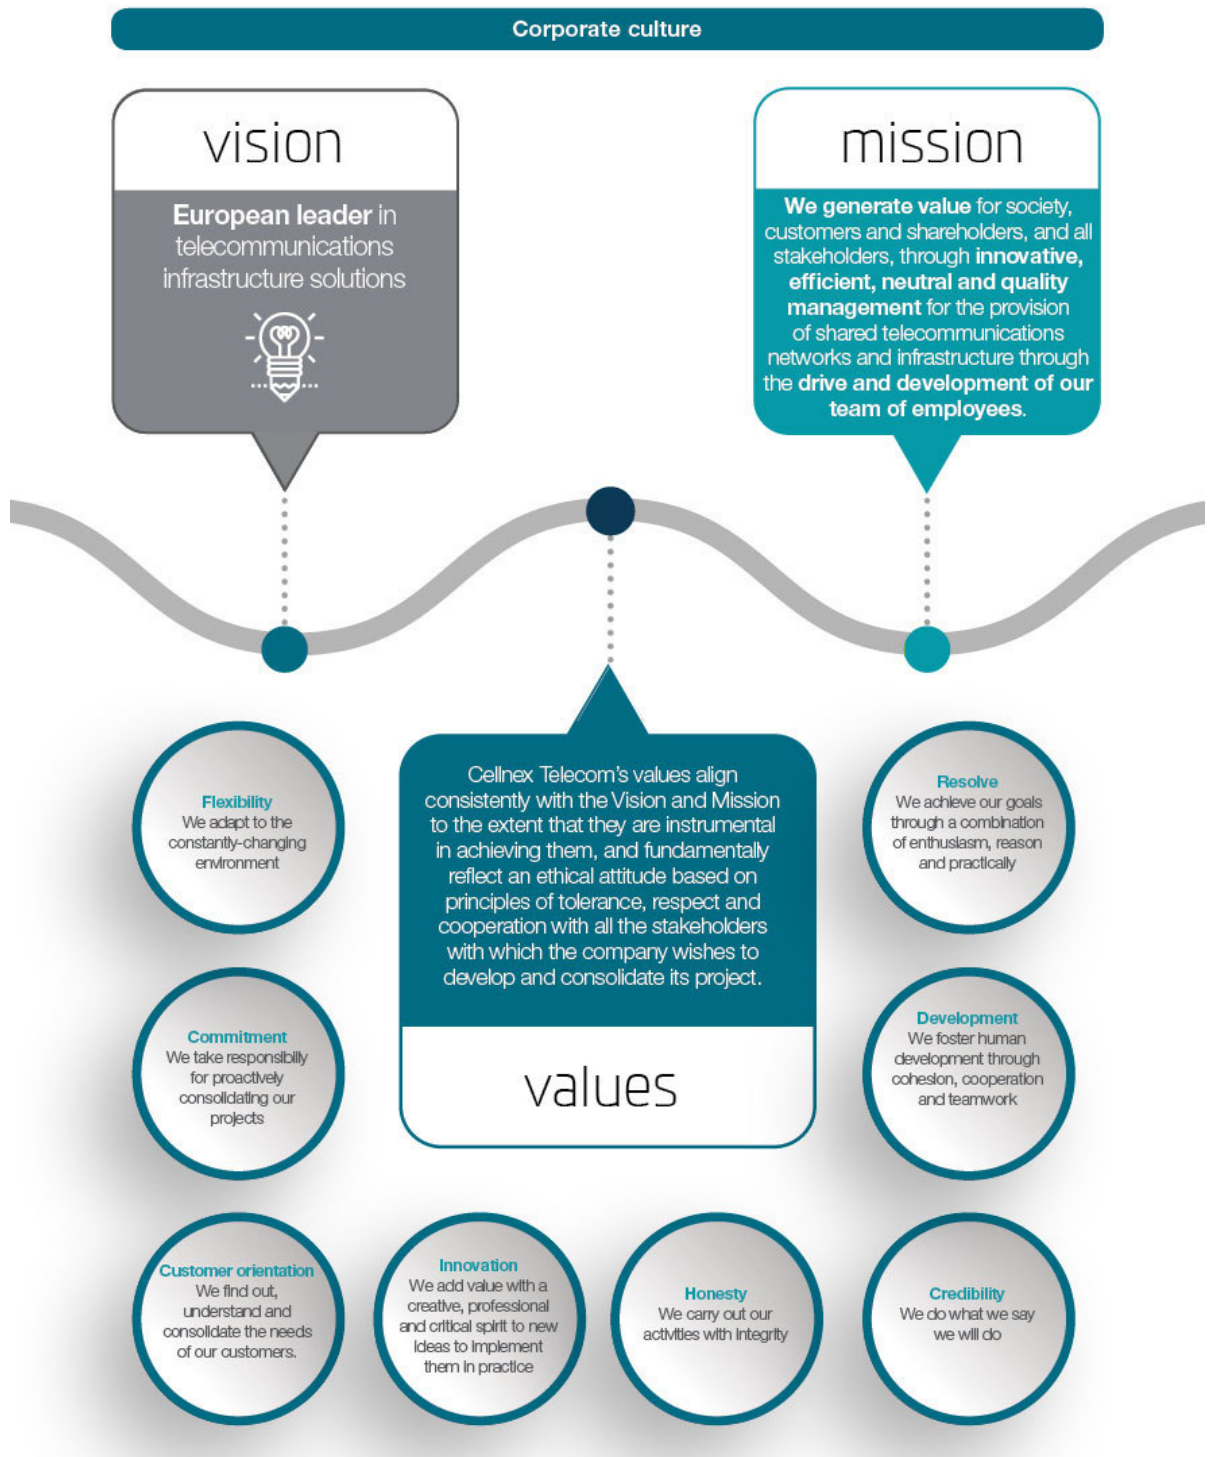 Corporate culture
vision
European leader in
telecommunications
infrastructure solutions
mission
We generate value for society,
customers and shareholders, and all
stakeholders, through innovative,
efficient, neutral and quality
management for the provision
of shared telecommunications
networks and infrastructure through
the drive and development of our
team of employees.
Cellnex Telecom's values align
consistently with the Vision and Mission
to the extent that they are instrumental
in achieving them, and fundamentally
reflect an ethical attitude based on
principles of tolerance, respect and
cooperation with all the stakeholders
with which the company wishes to
develop and consolidate its project.
values
Flexibility
We adapt to the
constantly-changing
environment
Resolve
We achieve our goals
through a combination
of enthusiasm, reason
and practically
Commitment
We take responsibilly
for proactively
consolidating our
projects
Development
We foster human
development through
cohesion, cooperation
and teamwork
Customer orientation
We find out,
understand and
consolidate the needs
of our customers.
Innovation
We add value with a
creative, professional
and critical spirit to new
ideas to implement
them in practice
Honesty
We carry out our
activities with integrity
Credibility
We do what we say
we will do